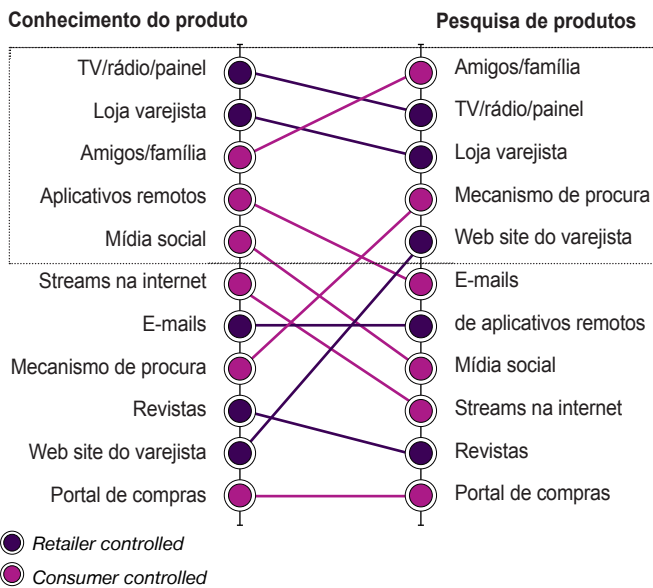 Conhecimento do produto
TV/rádio/painel
Loja varejista
Amigos/família
Aplicativos remotos
Mídia social
Streams na internet
E-mails
Mecanismo de procura
Revistas
Web site do varejista
Portal de compras
Pesquisa de produtos
Amigos/família
TV/rádio/painel
Loja varejista
Mecanismo de procura
Web site do varejista
E-mails
de aplicativos remotos
Mídia social
Streams na internet
Revistas
Portal de compras
Retailer controlled
Consumer controlled